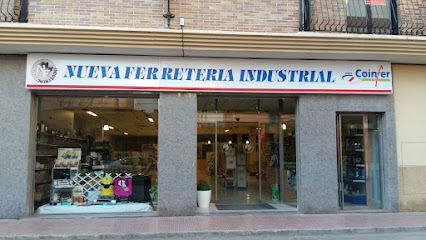 NUEVA FERRETERIA INDUSTRIAL
Coinfer